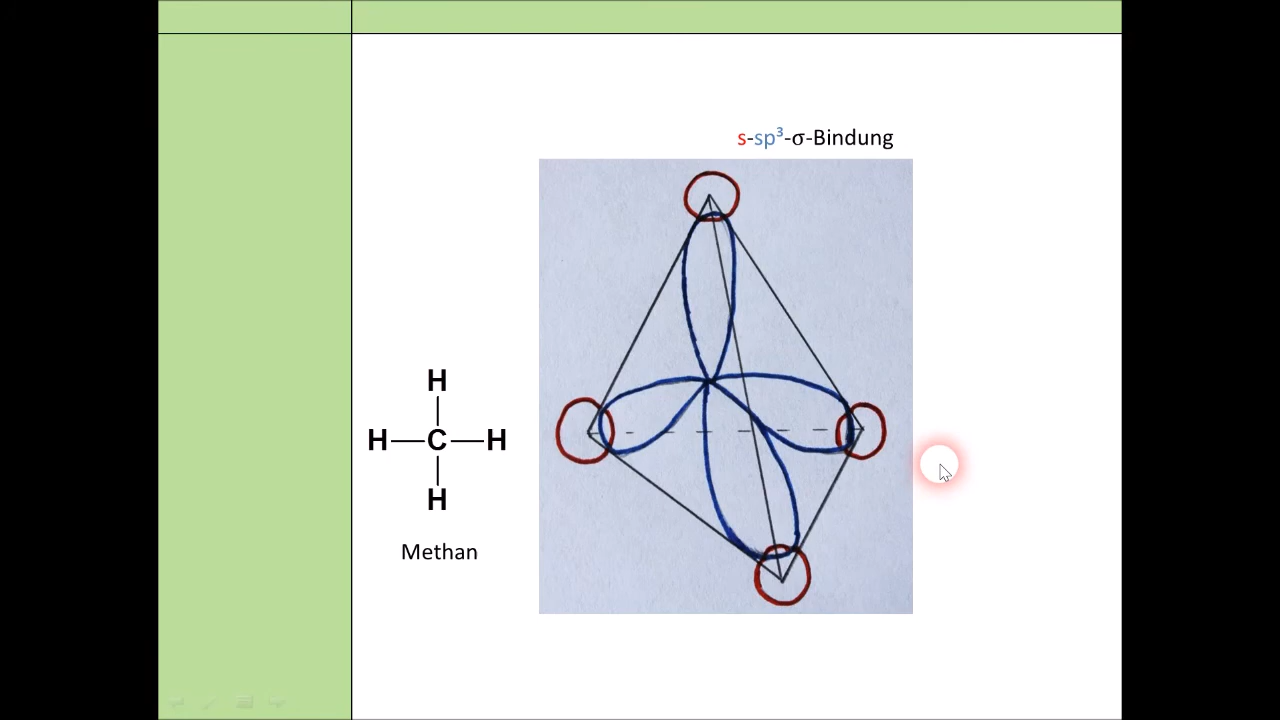 s-sp³-σ-Bindung
H
H—C—H
H
Methan